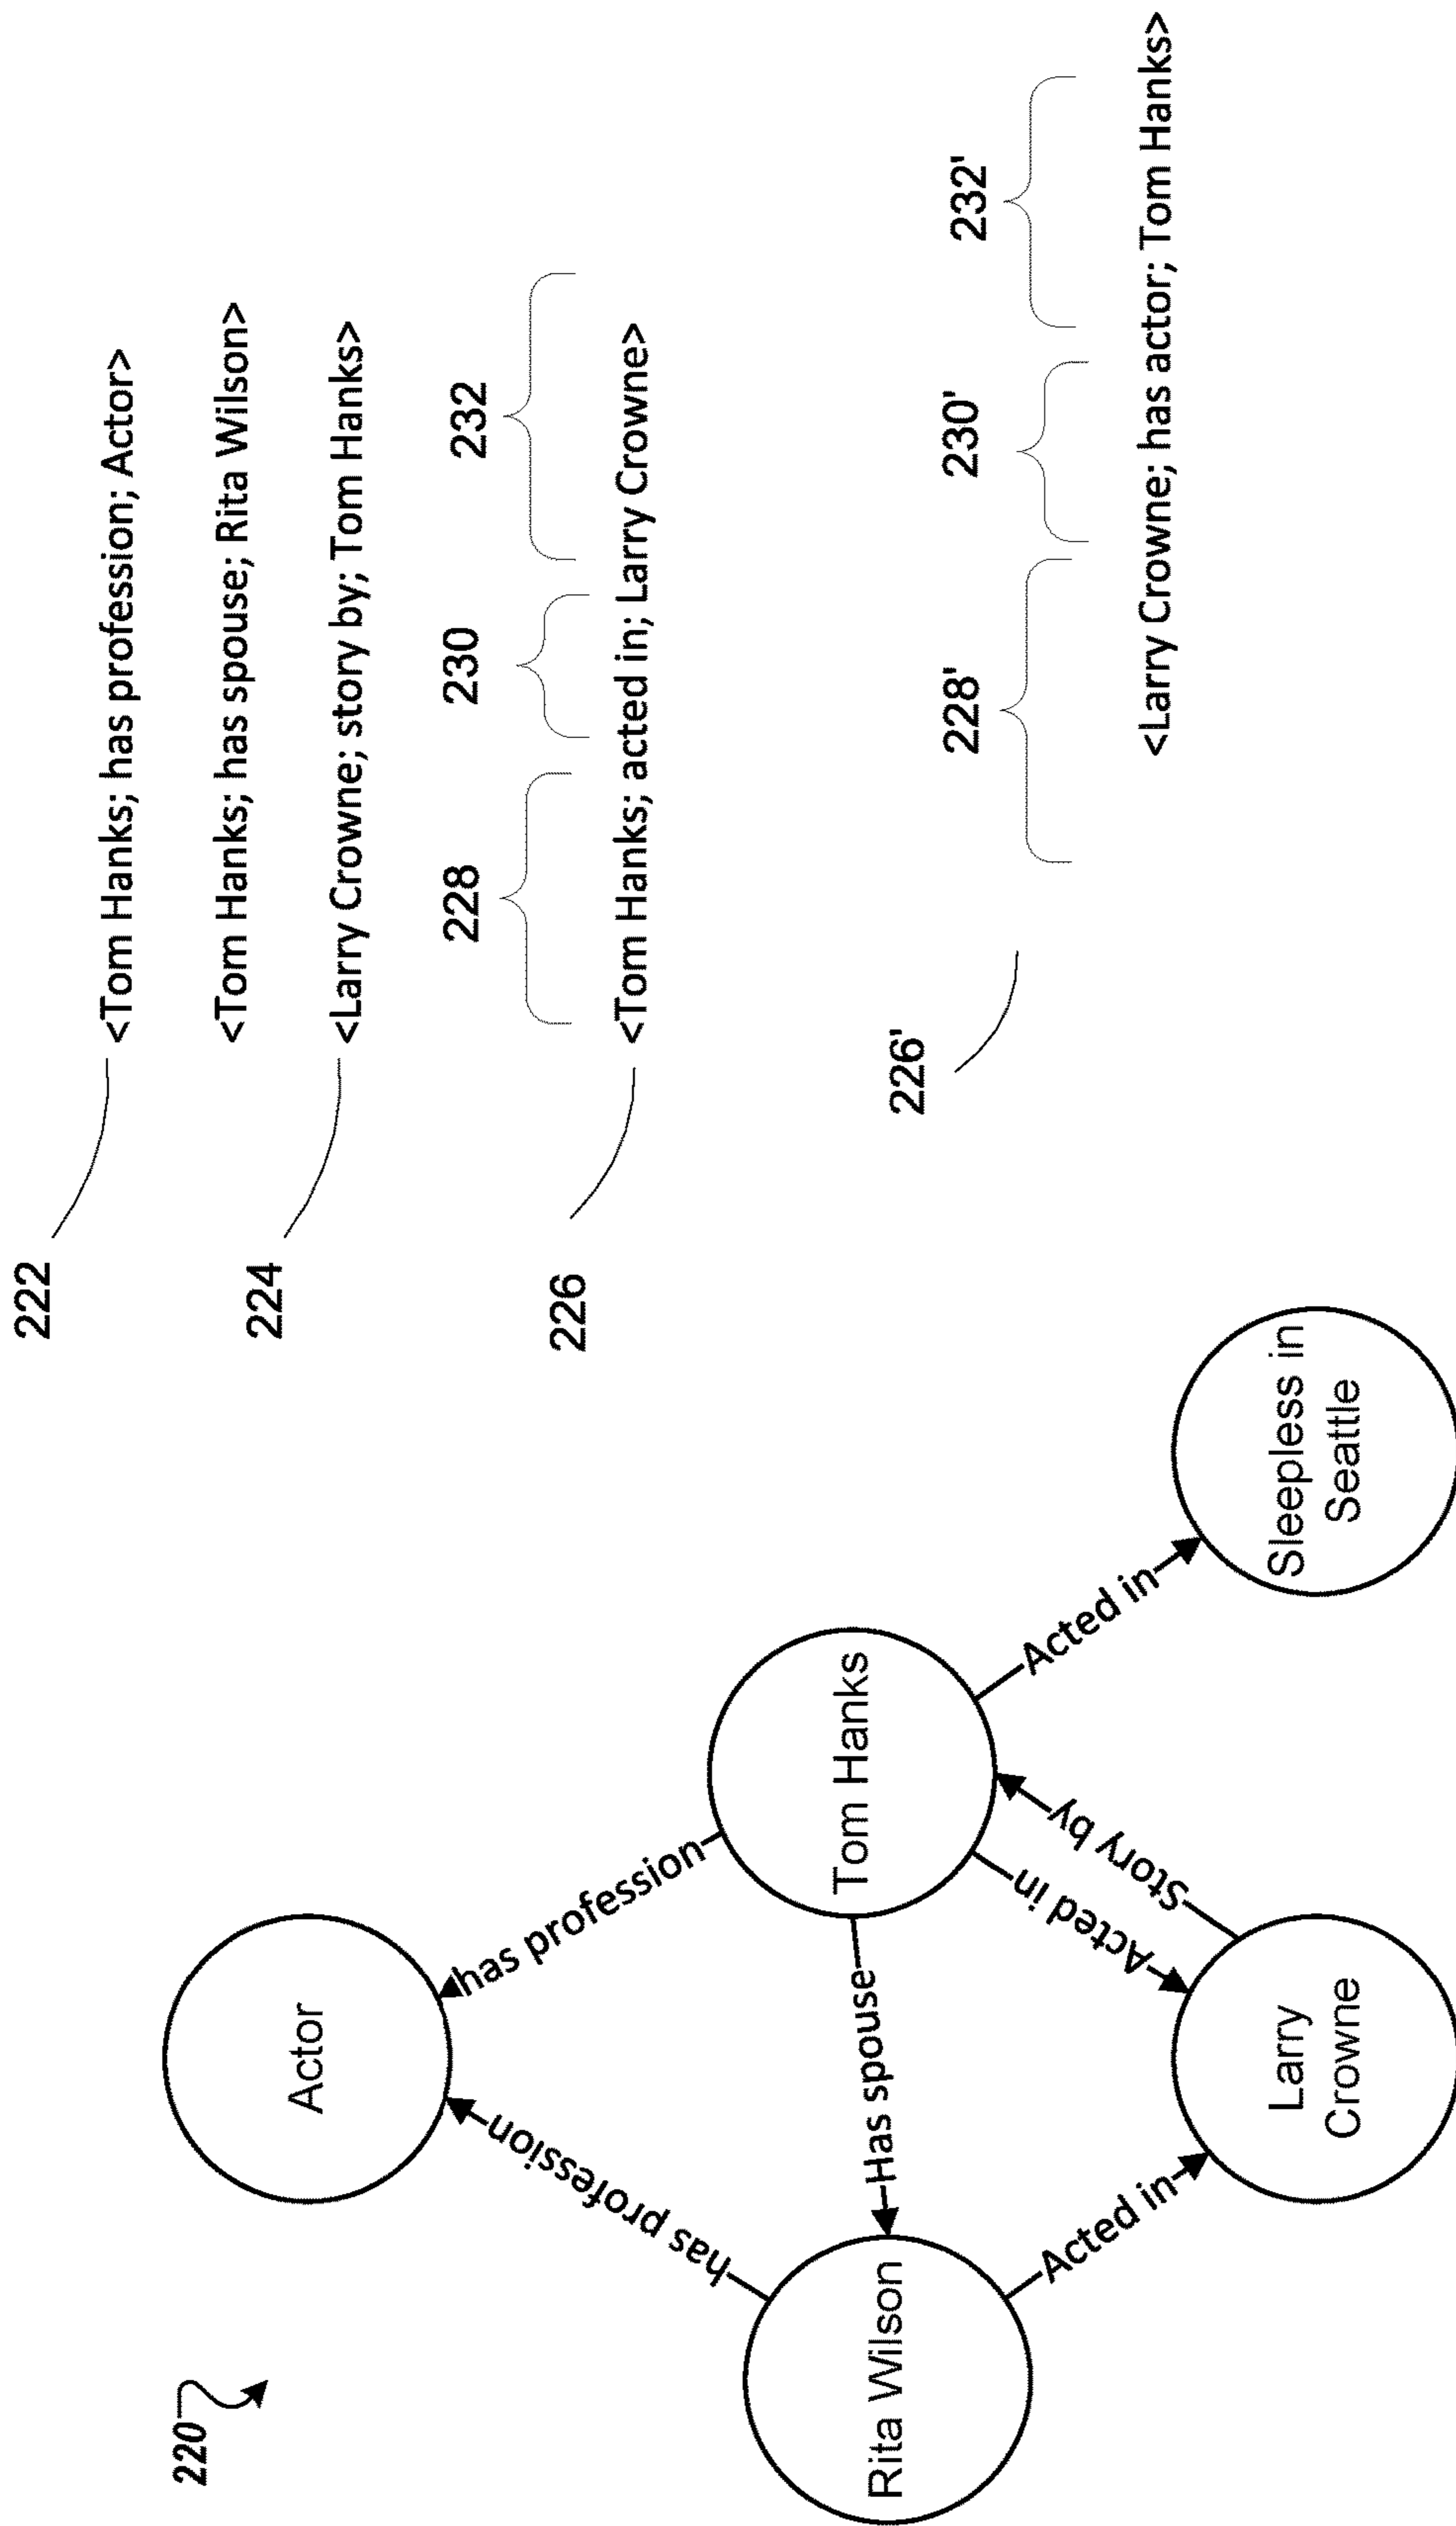 220
Actor
has profession
has profession
Rita Wilson
Has spouse
Tom Hanks
Acted in
Acted in
Story by
Acted in
Larry
Crowne
Sleepless in
Seattle
222
<Tom Hanks; has profession; Actor>
<Tom Hanks; has spouse; Rita Wilson>
224
<Larry Crowne; story by; Tom Hanks>
228 230 232
226
<Tom Hanks; acted in; Larry Crowne>
226'
228' 230' 232'
<Larry Crowne; has actor; Tom Hanks>